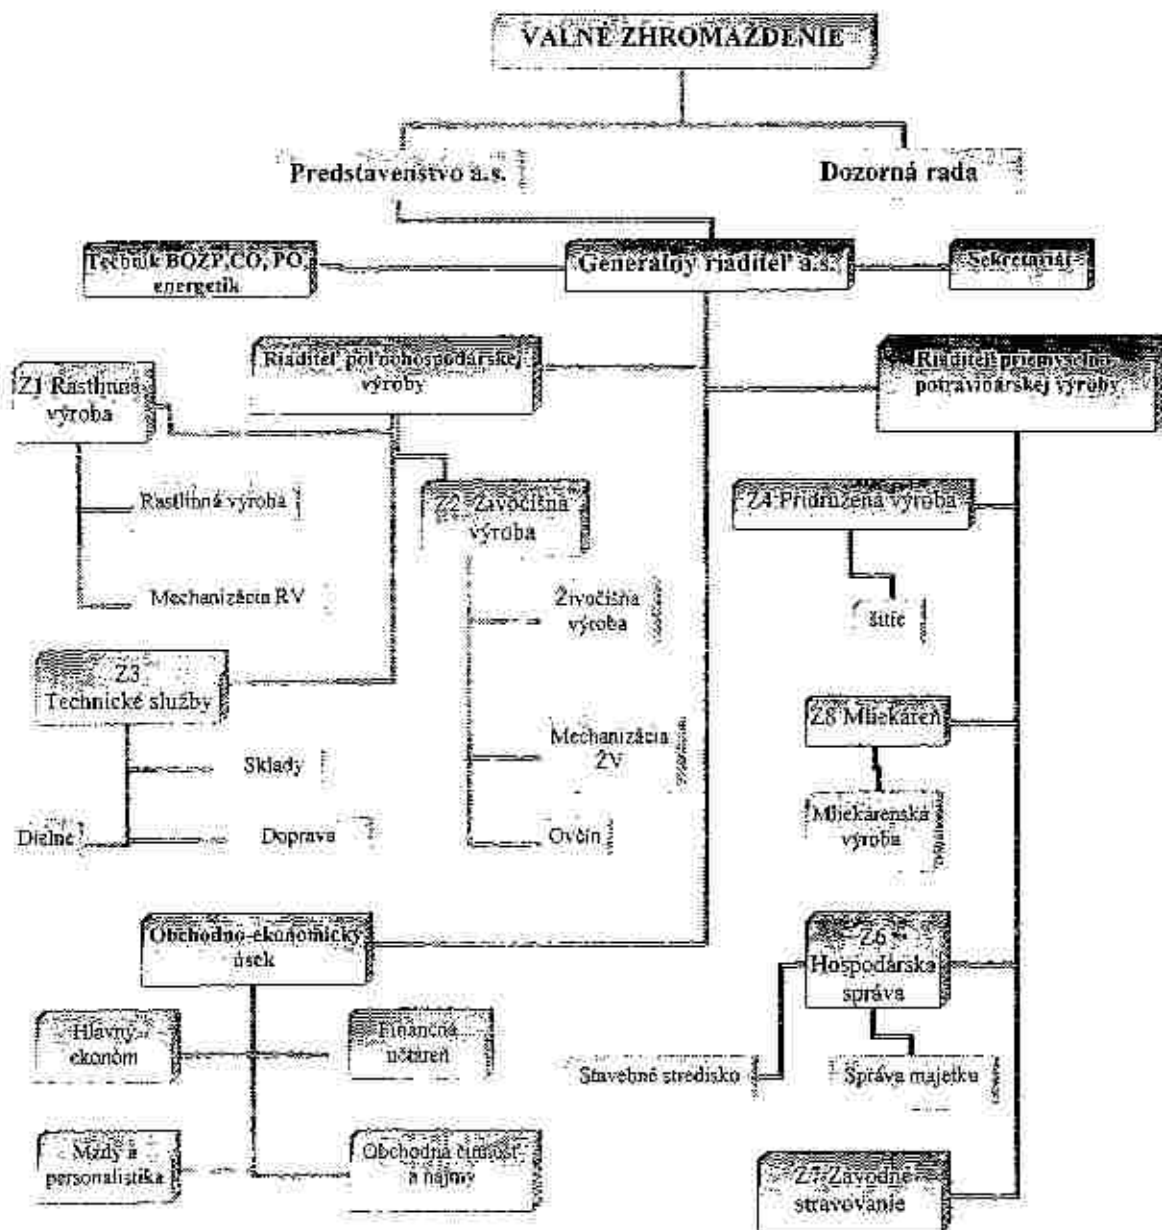 VALNÉ ZHROMAŽDENIE
Predstavenstvo a.s.
Dozorná rada
Technik BOZP,CO, PO,
energetik
Generálny riaditeľ a.s.
Sekretariát
Riaditeľ poľnohospodárskej
výroby
Riaditeľ priemyselno
potravinárskej výroby
Z1 Rastlinná
výroba
Rastlinná výroba
Mechanizácia RV
Z2 Živočíšna
výroba
Živočíšna
výroba
Mechanizácia
ŽV
Ovčín
Z3
Technické služby
Sklady
Dielne
Doprava
Z4 Pridružená výroba
šitie
Z8 Mliekáreň
Mliekárenská
výroba
Obchodno-ekonomický
úsek
Hlavný
ekonóm
Finančná
učtáreň
Mzdy a
personalistika
Obchodná činnosť
a nájmy
Z6
Hospodárska
správa
Stavebné stredisko
Správa majetku
Z7 Závodné
stravovanie